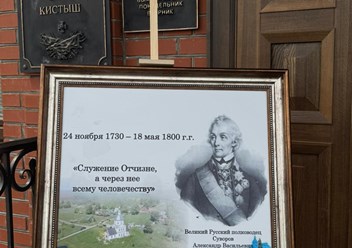 КИСТЫШ
ПОНЕДЕЛЬНИК
24 ноября 1730 – 18 мая 1800 г.г.
«Служение Отчизне,
а через нее
всему человечеству»
Великий Русский полководец
Суворов
Александр Васильевич